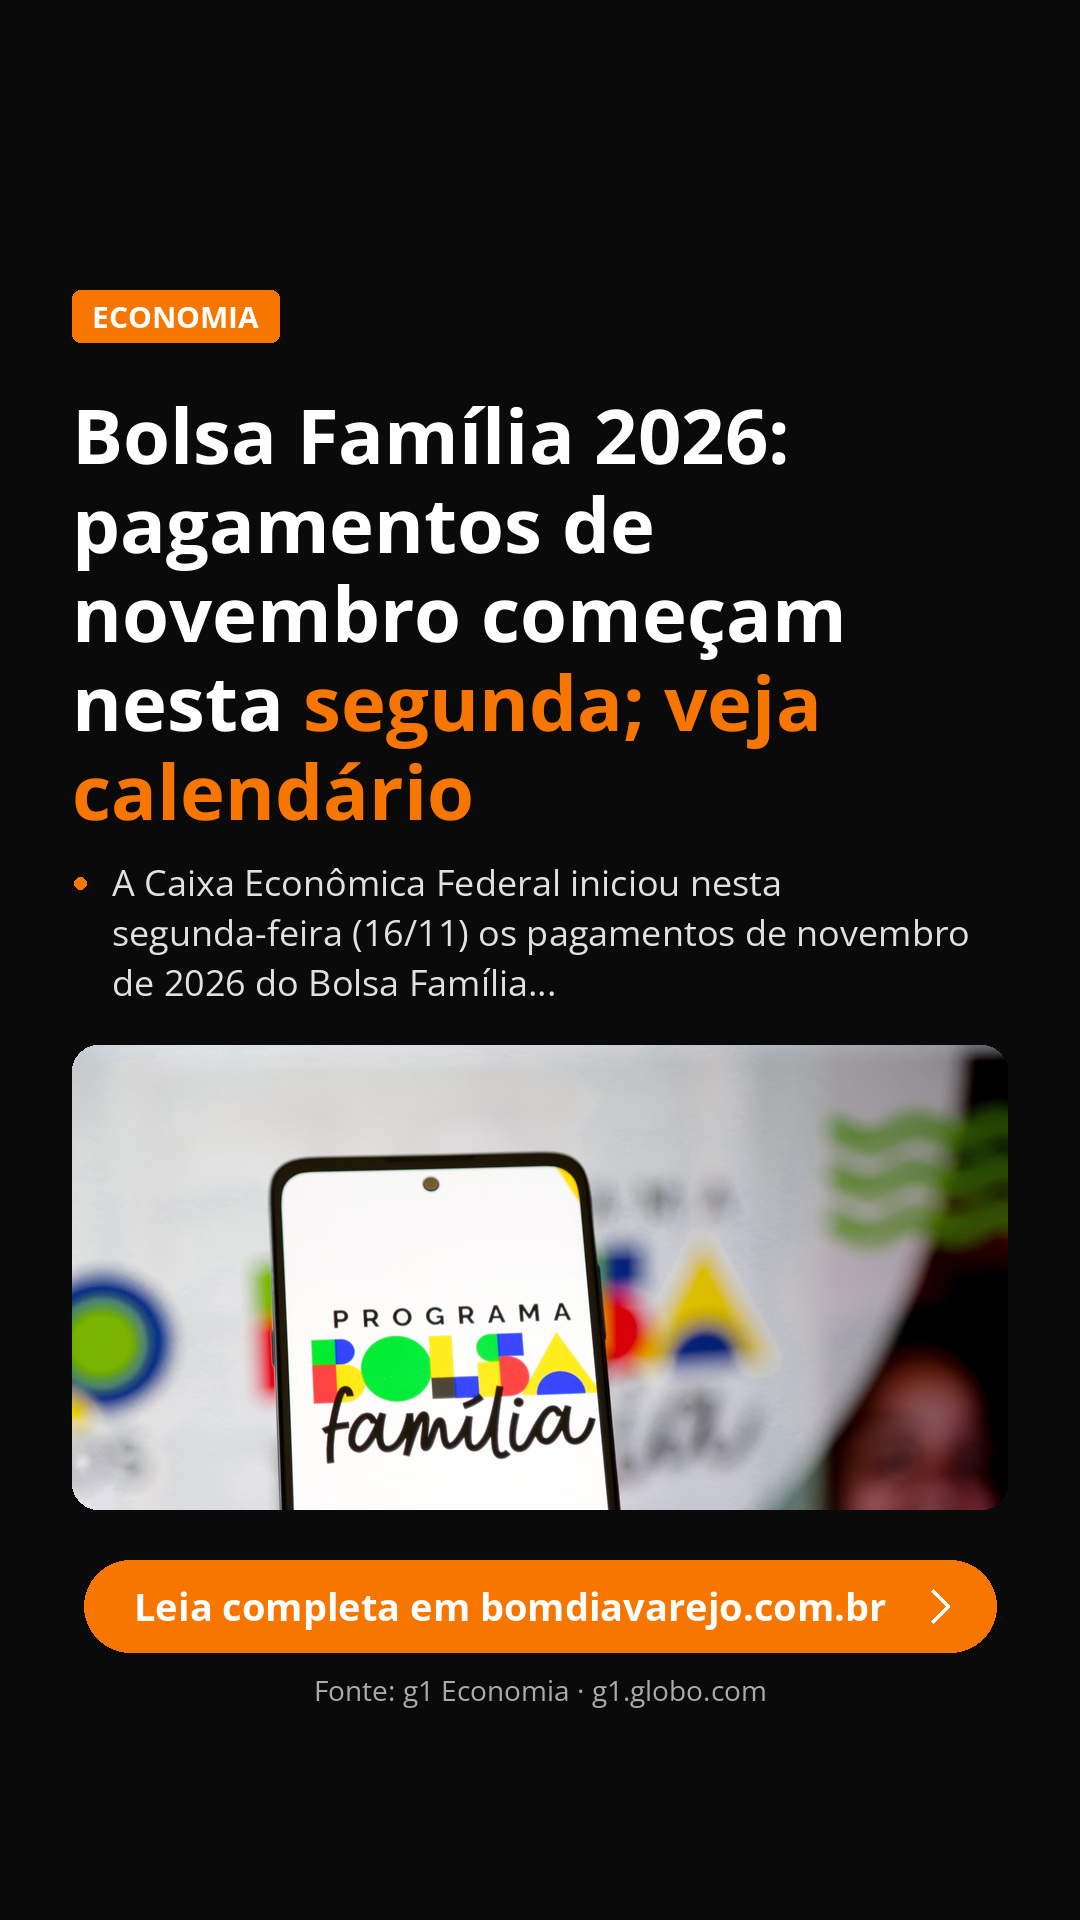 ECONOMIA
Bolsa Família 2026:
pagamentos de
novembro começam
nesta segunda; veja
calendário
A Caixa Econômica Federal iniciou nesta
segunda-feira (16/11) os pagamentos de novembro
de 2026 do Bolsa Família...
PROGRAMA
BOLSA
família
Leia completa em bomdiavarejo.com.br
Fonte: g1 Economia · g1.globo.com